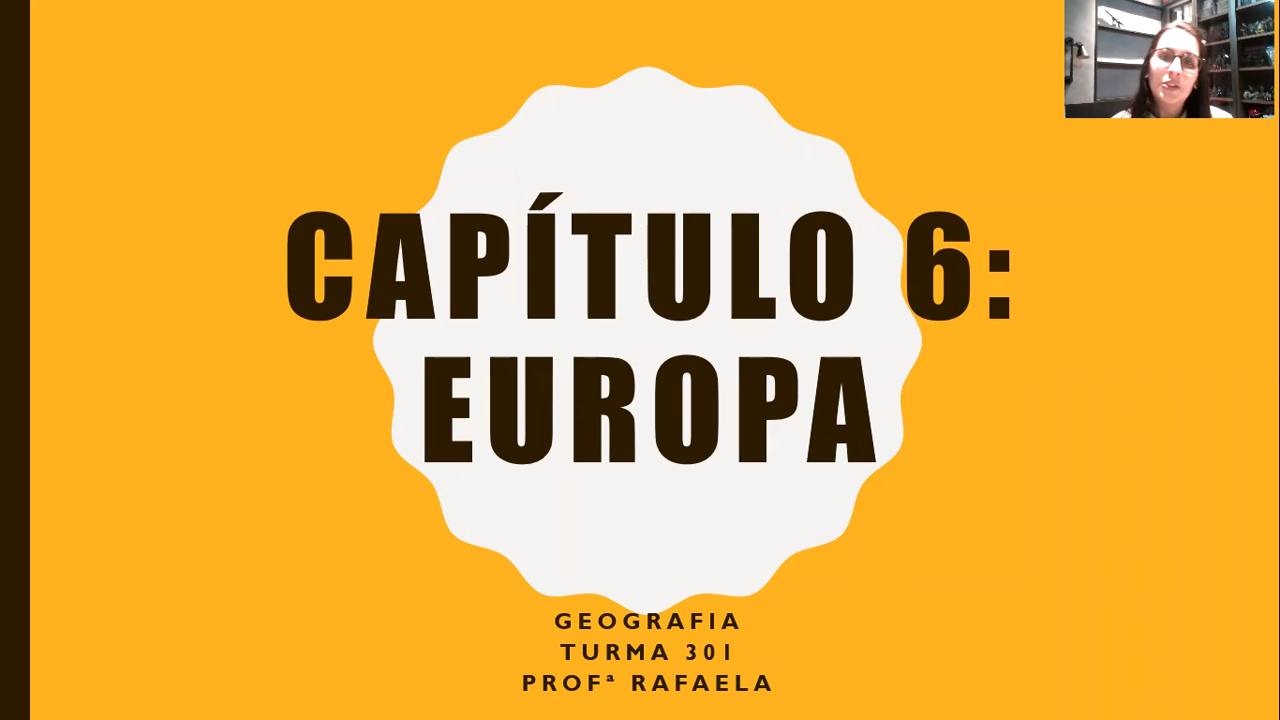 CAPÍTULO 6:
EUROPA
GEOGRAFIA
TURMA 301
PROFª RAFAELA